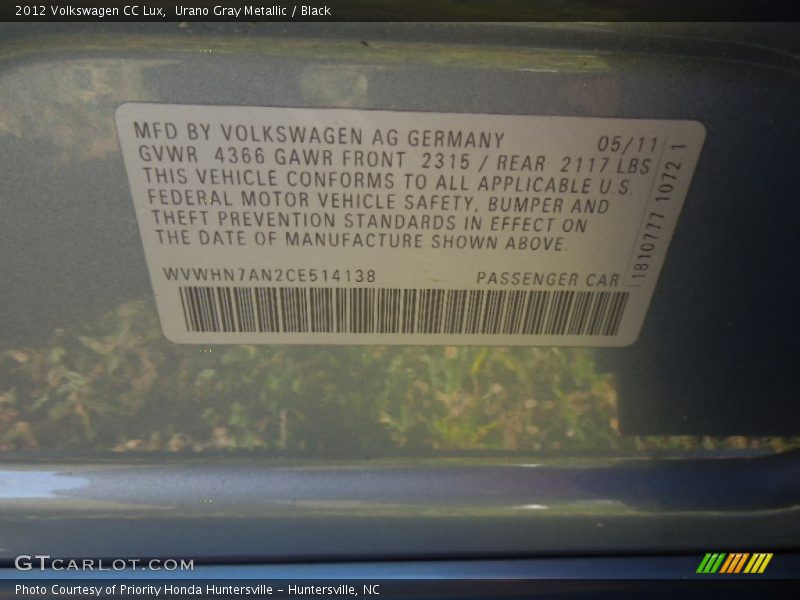 2012 Volkswagen CC Lux,  Urano Gray Metallic / Black
MFD BY VOLKSWAGEN AG GERMANY 05/11
GVWR 4366 GAWR FRONT 2315 / REAR 2117 LBS
THIS VEHICLE CONFORMS TO ALL APPLICABLE U.S.
FEDERAL MOTOR VEHICLE SAFETY, BUMPER AND
THEFT PREVENTION STANDARDS IN EFFECT ON
THE DATE OF MANUFACTURE SHOWN ABOVE.
WVWHN7AN2CE514138 PASSENGER CAR
1810777 10721
GTCARLOT.COM
Photo Courtesy of Priority Honda Huntersville - Huntersville, NC